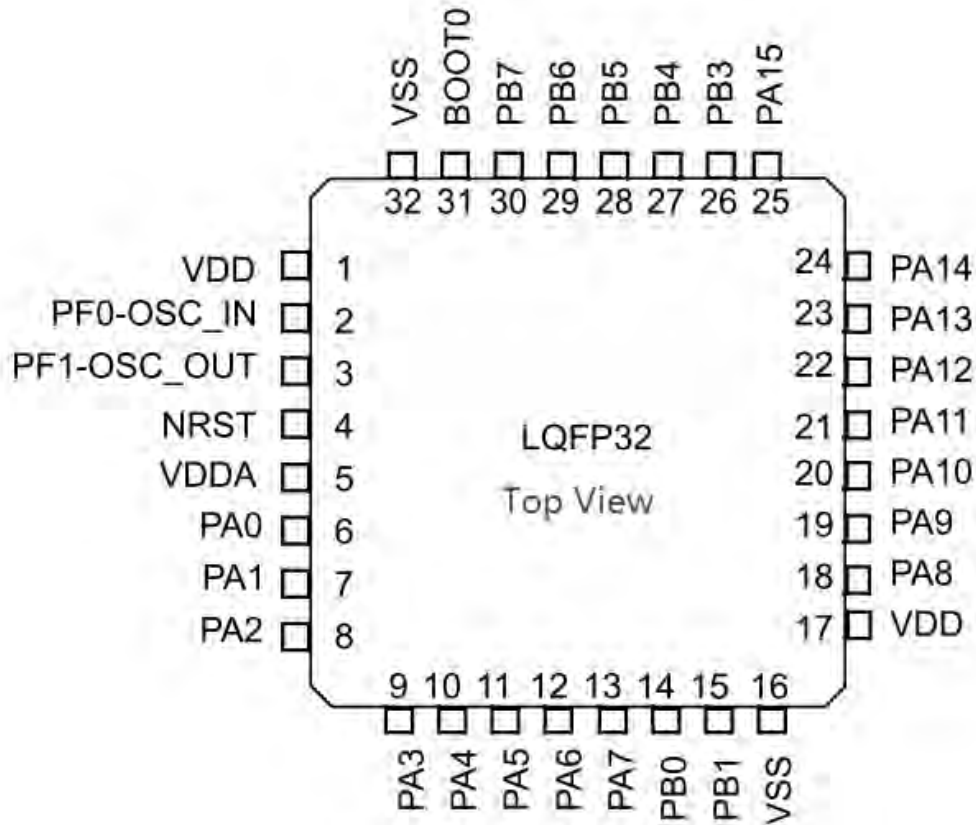 VSS BOOT0 PB7 PB6 PB5 PB4 PB3 PA15
32 31 30 29 28 27 26 25
VDD 1 24 PA14
PF0-OSC_IN 2 23 PA13
PF1-OSC_OUT 3 22 PA12
NRST 4 21 PA11
LQFP32
VDDA 5 20 PA10
Top View
PA0 6 19 PA9
PA1 7 18 PA8
PA2 8 17 VDD
9 10 11 12 13 14 15 16
PA3 PA4 PA5 PA6 PA7 PB0 PB1 VSS